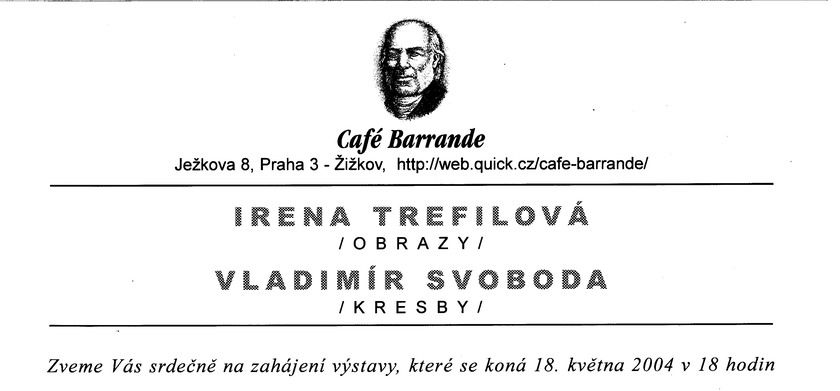 Café Barrande
Ježkova 8, Praha 3 - Žižkov, http://web.quick.cz/cafe-barrande/
IRENA TREFILOVÁ
/ OBRAZY /
VLADIMÍR SVOBODA
/ KRESBY /
Zveme Vás srdečně na zahájení výstavy, které se koná 18. května 2004 v 18 hodin